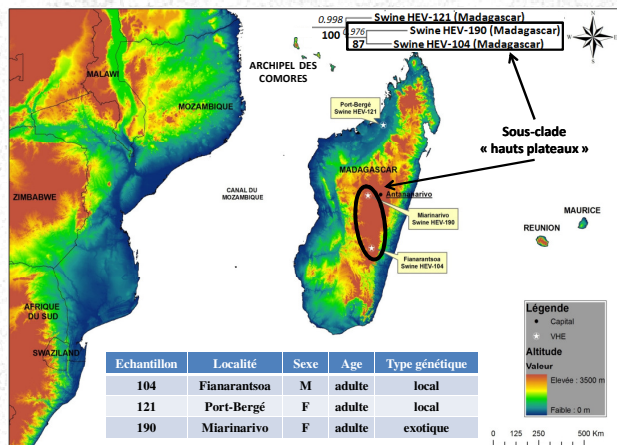 0.998
Swine HEV-121 (Madagascar)
100
.976
Swine HEV-190 (Madagascar)
87
Swine HEV-104 (Madagascar)
N
W
E
S
ARCHIPEL DES
COMORES
MALAWI
MOZAMBIQUE
Port-Bergé
Swine HEV-121
Sous-clade
« hauts plateaux »
MADAGASCAR
Antananarivo
ZIMBABWE
CANAL DU
MOZAMBIQUE
Miarinarivo
Swine HEV-190
MAURICE
REUNION
Fianarantsoa
Swine HEV-104
AFRIQUE
DU SUD
SWAZILAND
Légende
Capital
VHE
Altitude
Valeur
Elevée : 3500 m
Faible : 0 m
Echantillon Localité Sexe Age Type génétique
104 Fianarantsoa M adulte local
121 Port-Bergé F adulte local
190 Miarinarivo F adulte exotique
0 125 250 500 Km